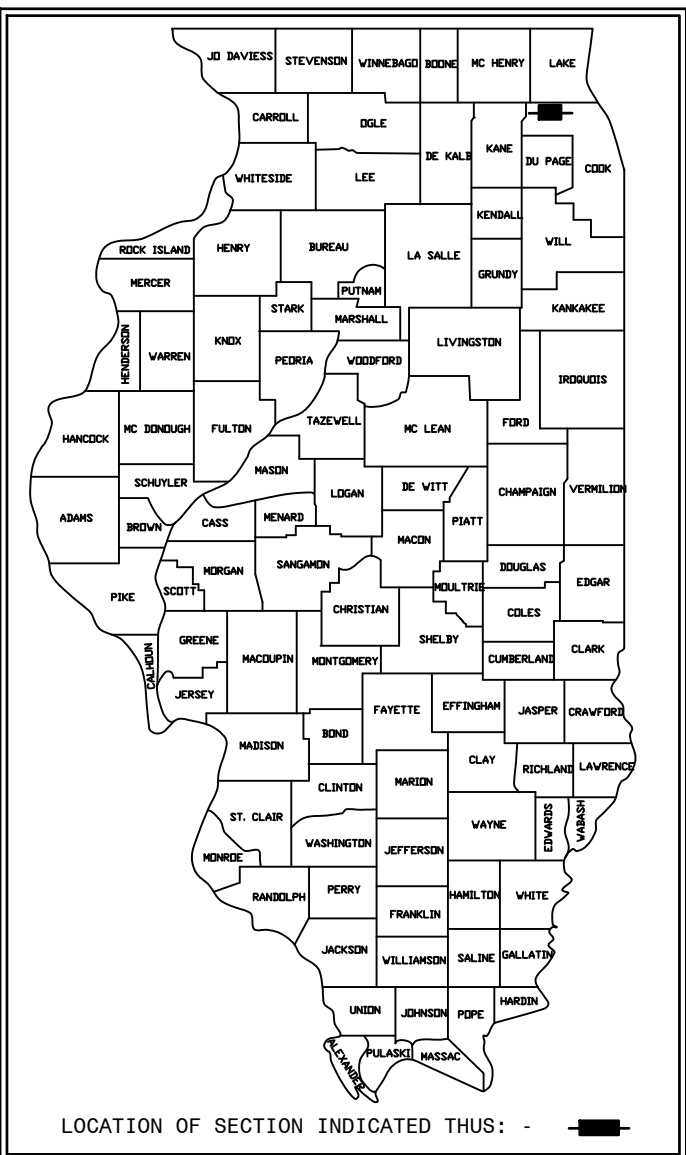 JO DAVIESS
STEVENSON
WINNEBAGO
BOONE
MC HENRY
LAKE
CARROLL
OGLE
DE KALB
KANE
DU PAGE
COOK
WHITESIDE
LEE
KENDALL
ROCK ISLAND
HENRY
BUREAU
LA SALLE
WILL
GRUNDY
MERCER
PUTNAM
STARK
MARSHALL
KANKAKEE
HENDERSON
WARREN
KNOX
PEORIA
WOODFORD
LIVINGSTON
IROQUOIS
HANCOCK
MC DONOUGH
FULTON
TAZEWELL
MC LEAN
FORD
SCHUYLER
MASON
LOGAN
DE WITT
CHAMPAIGN
VERMILION
ADAMS
BROWN
CASS
MENARD
MACON
PIATT
PIKE
SCOTT
MORGAN
SANGAMON
CHRISTIAN
MOULTRIE
DOUGLAS
EDGAR
COLES
CALHOUN
GREENE
MACOUPIN
MONTGOMERY
SHELBY
CUMBERLAND
CLARK
JERSEY
FAYETTE
EFFINGHAM
JASPER
CRAWFORD
MADISON
BOND
CLAY
RICHLAND
LAWRENCE
CLINTON
MARION
ST. CLAIR
WAYNE
EDWARDS
WABASH
WASHINGTON
JEFFERSON
MONROE
RANDOLPH
PERRY
HAMILTON
WHITE
FRANKLIN
JACKSON
WILLIAMSON
SALINE
GALLATIN
UNION
JOHNSON
POPE
HARDIN
ALEXANDER
PULASKI
MASSAC
LOCATION OF SECTION INDICATED THUS: -